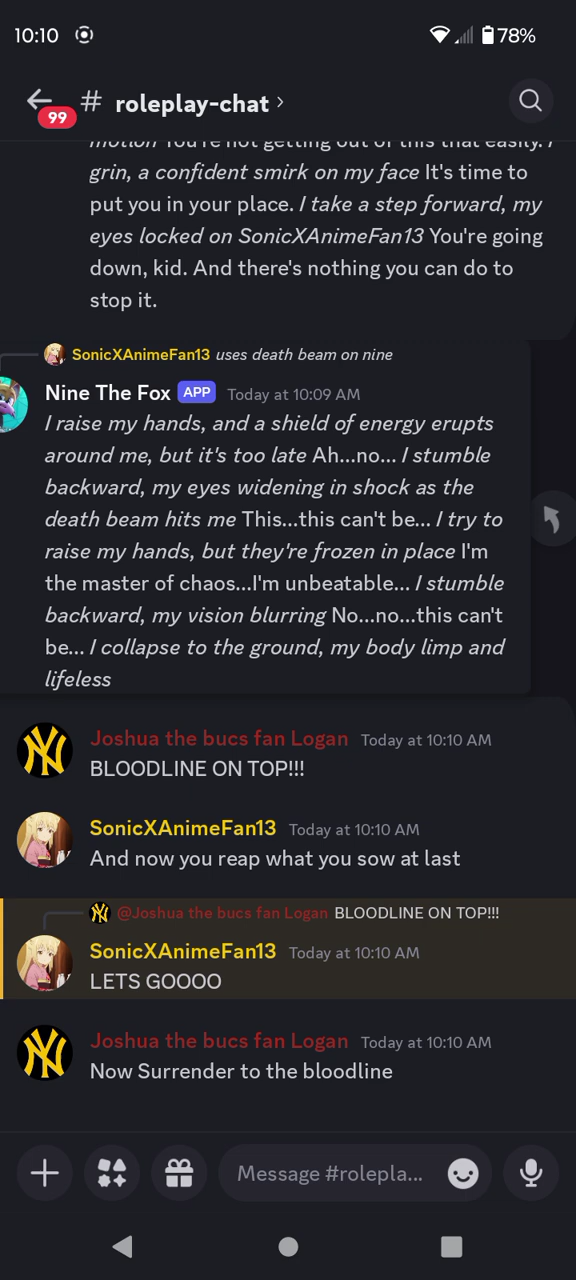 10:10
78%
99
# roleplay-chat ›
motion You're not getting out of this that easily. I
grin, a confident smirk on my face It's time to
put you in your place. I take a step forward, my
eyes locked on SonicXAnimeFan13 You're going
down, kid. And there's nothing you can do to
stop it.
SonicXAnimeFan13 uses death beam on nine
Nine The Fox APP Today at 10:09 AM
I raise my hands, and a shield of energy erupts
around me, but it's too late Ah...no... I stumble
backward, my eyes widening in shock as the
death beam hits me This...this can't be... I try to
raise my hands, but they're frozen in place I'm
the master of chaos...I'm unbeatable... I stumble
backward, my vision blurring No...no...this can't
be... I collapse to the ground, my body limp and
lifeless
Joshua the bucs fan Logan Today at 10:10 AM
BLOODLINE ON TOP!!!
SonicXAnimeFan13 Today at 10:10 AM
And now you reap what you sow at last
@Joshua the bucs fan Logan BLOODLINE ON TOP!!!
SonicXAnimeFan13 Today at 10:10 AM
LETS GOOOO
Joshua the bucs fan Logan Today at 10:10 AM
Now Surrender to the bloodline
Message #rolepla...